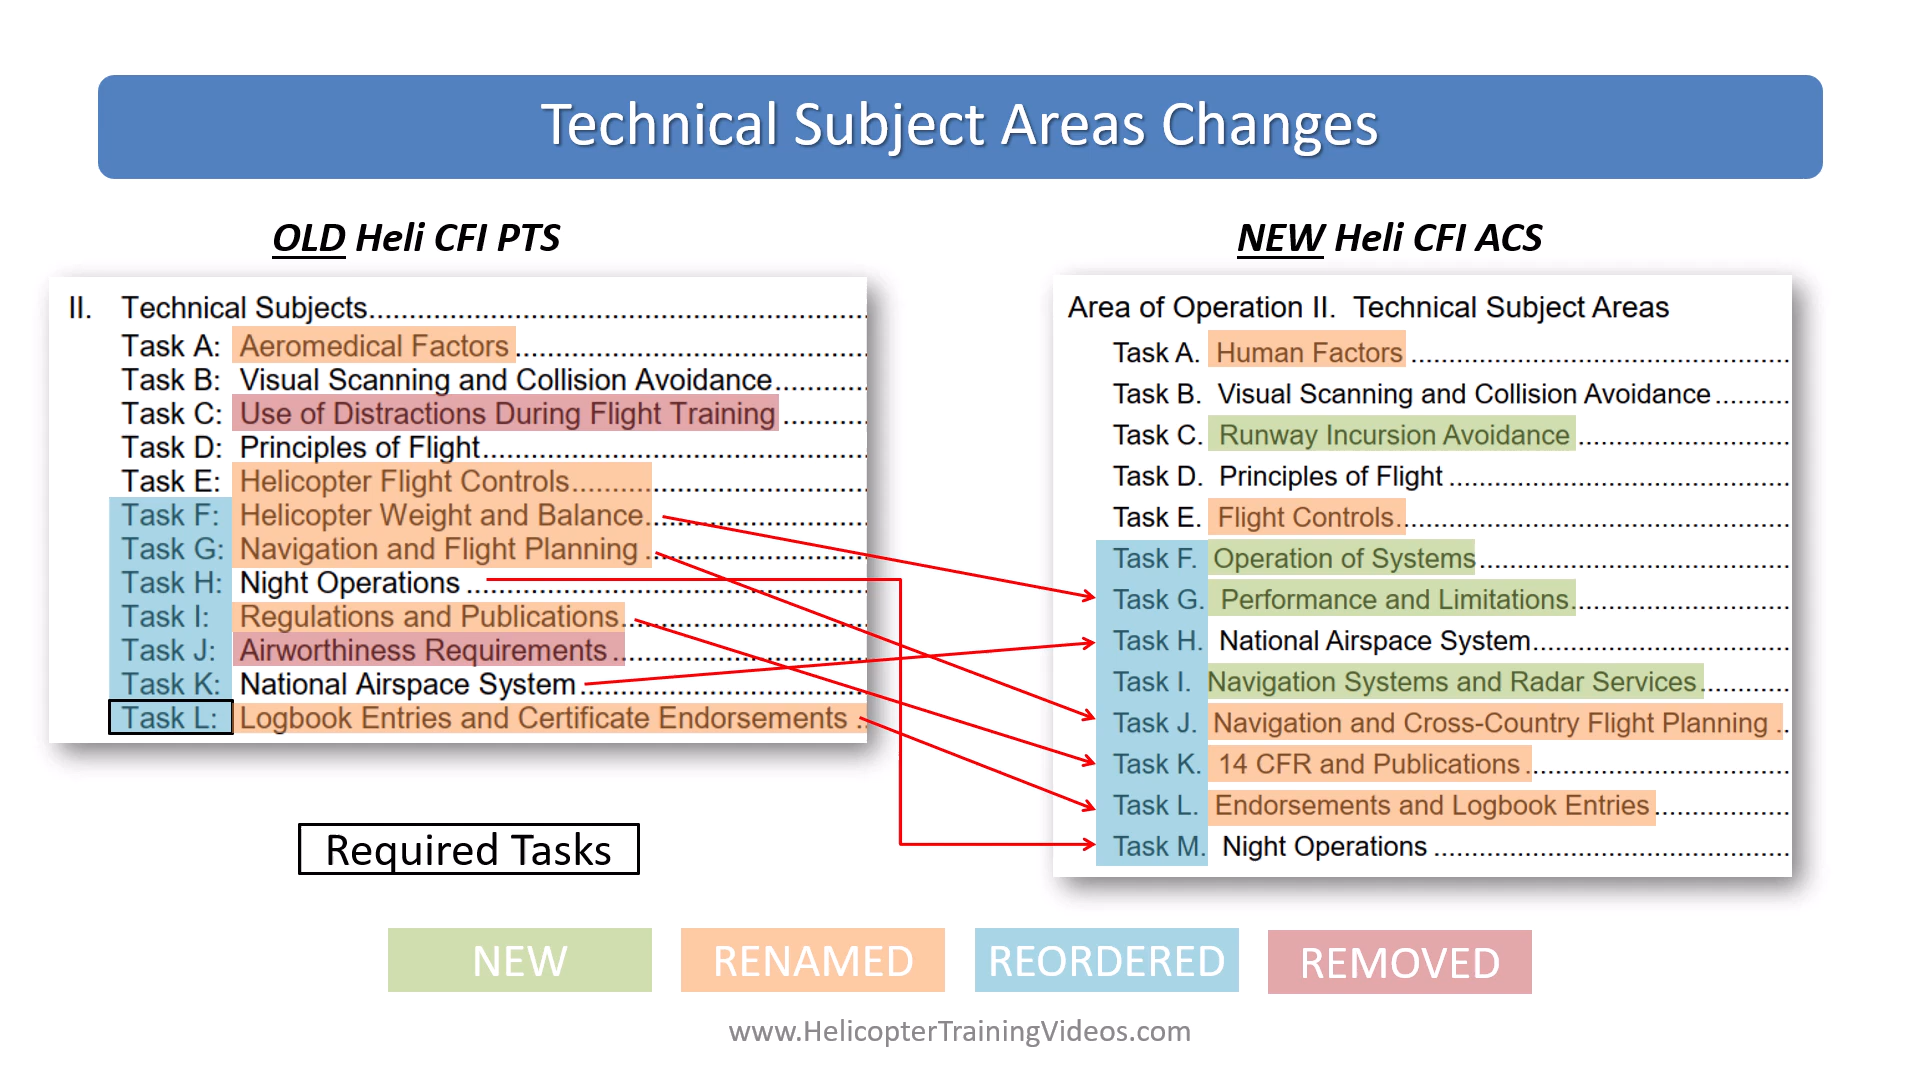 Technical Subject Areas Changes
OLD Heli CFI PTS
II. Technical Subjects
Task A: Aeromedical Factors
Task B: Visual Scanning and Collision Avoidance
Task C: Use of Distractions During Flight Training
Task D: Principles of Flight
Task E: Helicopter Flight Controls
Task F: Helicopter Weight and Balance
Task G: Navigation and Flight Planning
Task H: Night Operations
Task I: Regulations and Publications
Task J: Airworthiness Requirements
Task K: National Airspace System
Task L: Logbook Entries and Certificate Endorsements
Required Tasks
NEW Heli CFI ACS
Area of Operation II. Technical Subject Areas
Task A. Human Factors
Task B. Visual Scanning and Collision Avoidance
Task C. Runway Incursion Avoidance
Task D. Principles of Flight
Task E. Flight Controls
Task F. Operation of Systems
Task G. Performance and Limitations
Task H. National Airspace System
Task I. Navigation Systems and Radar Services
Task J. Navigation and Cross-Country Flight Planning
Task K. 14 CFR and Publications
Task L. Endorsements and Logbook Entries
Task M. Night Operations
NEW
RENAMED
REORDERED
REMOVED
www.HelicopterTrainingVideos.com